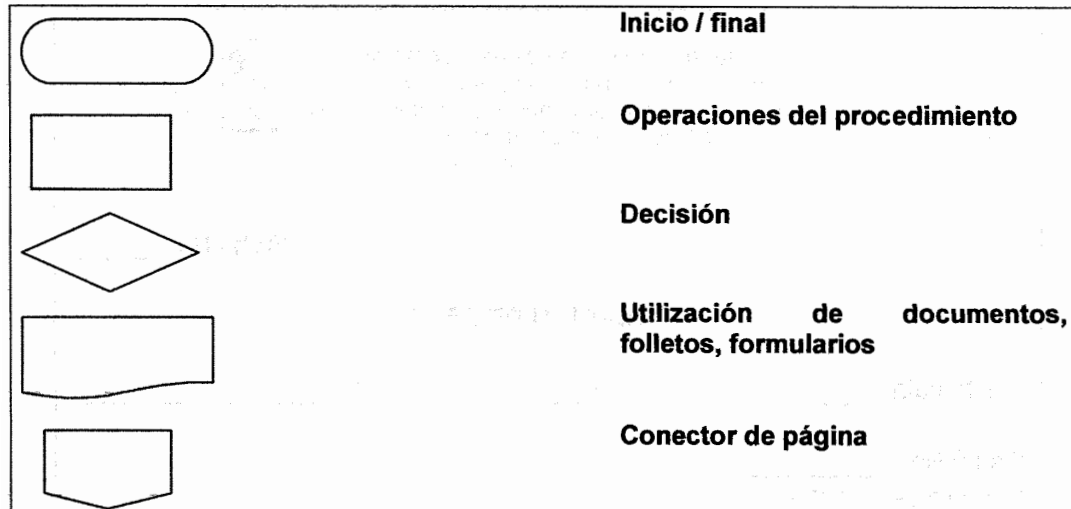 Inicio / final
Operaciones del procedimiento
Decisión
Utilización de documentos,
folletos, formularios
Conector de página